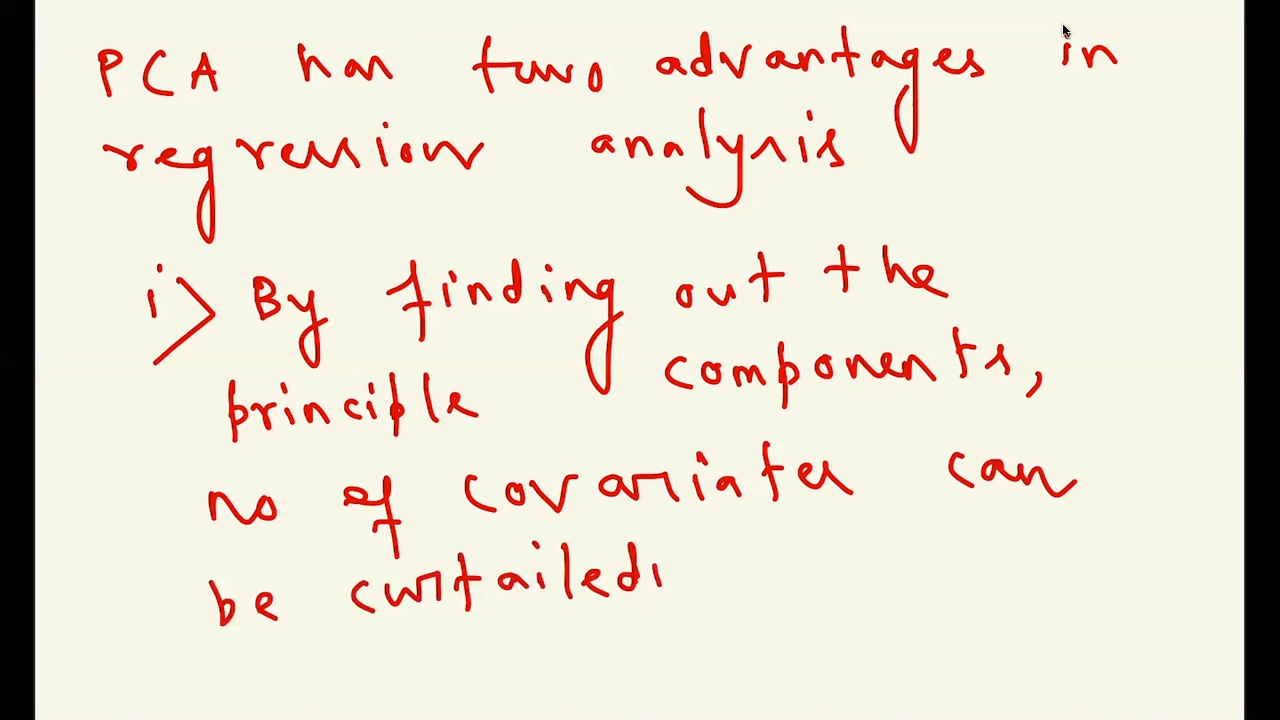 PCA has two advantages in
regression analysis
i> By finding out the
principle components,
no of covariates can
be curtailed.